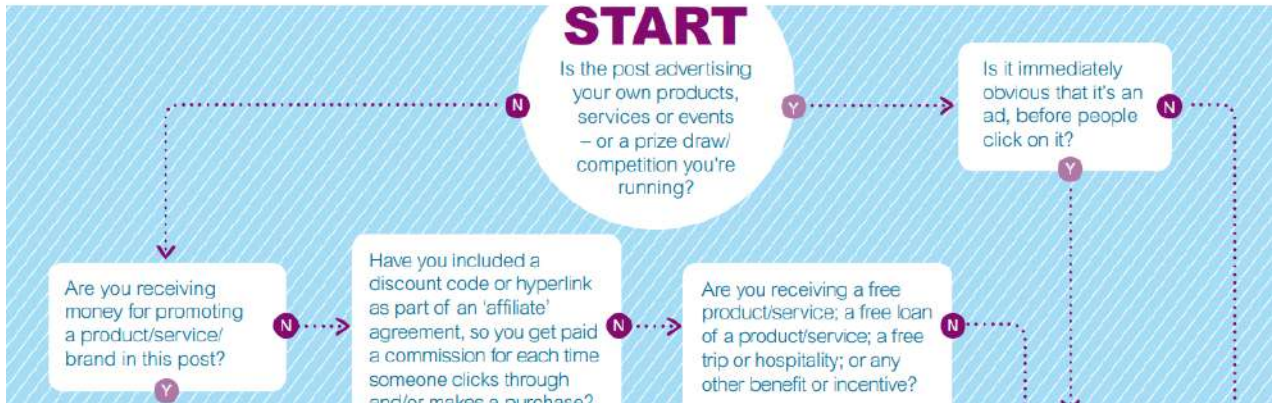 START
Is the post advertising
your own products,
services or events
– or a prize draw/
competition you're
running?
N
Y
Is it immediately
obvious that it's an
ad, before people
click on it?
N
Y
Are you receiving
money for promoting
a product/service/
brand in this post?
N
Y
Have you included a
discount code or hyperlink
as part of an 'affiliate'
agreement, so you get paid
a commission for each time
someone clicks through
and/or makes a purchase?
N
Are you receiving a free
product/service; a free loan
of a product/service; a free
trip or hospitality; or any
other benefit or incentive?
N